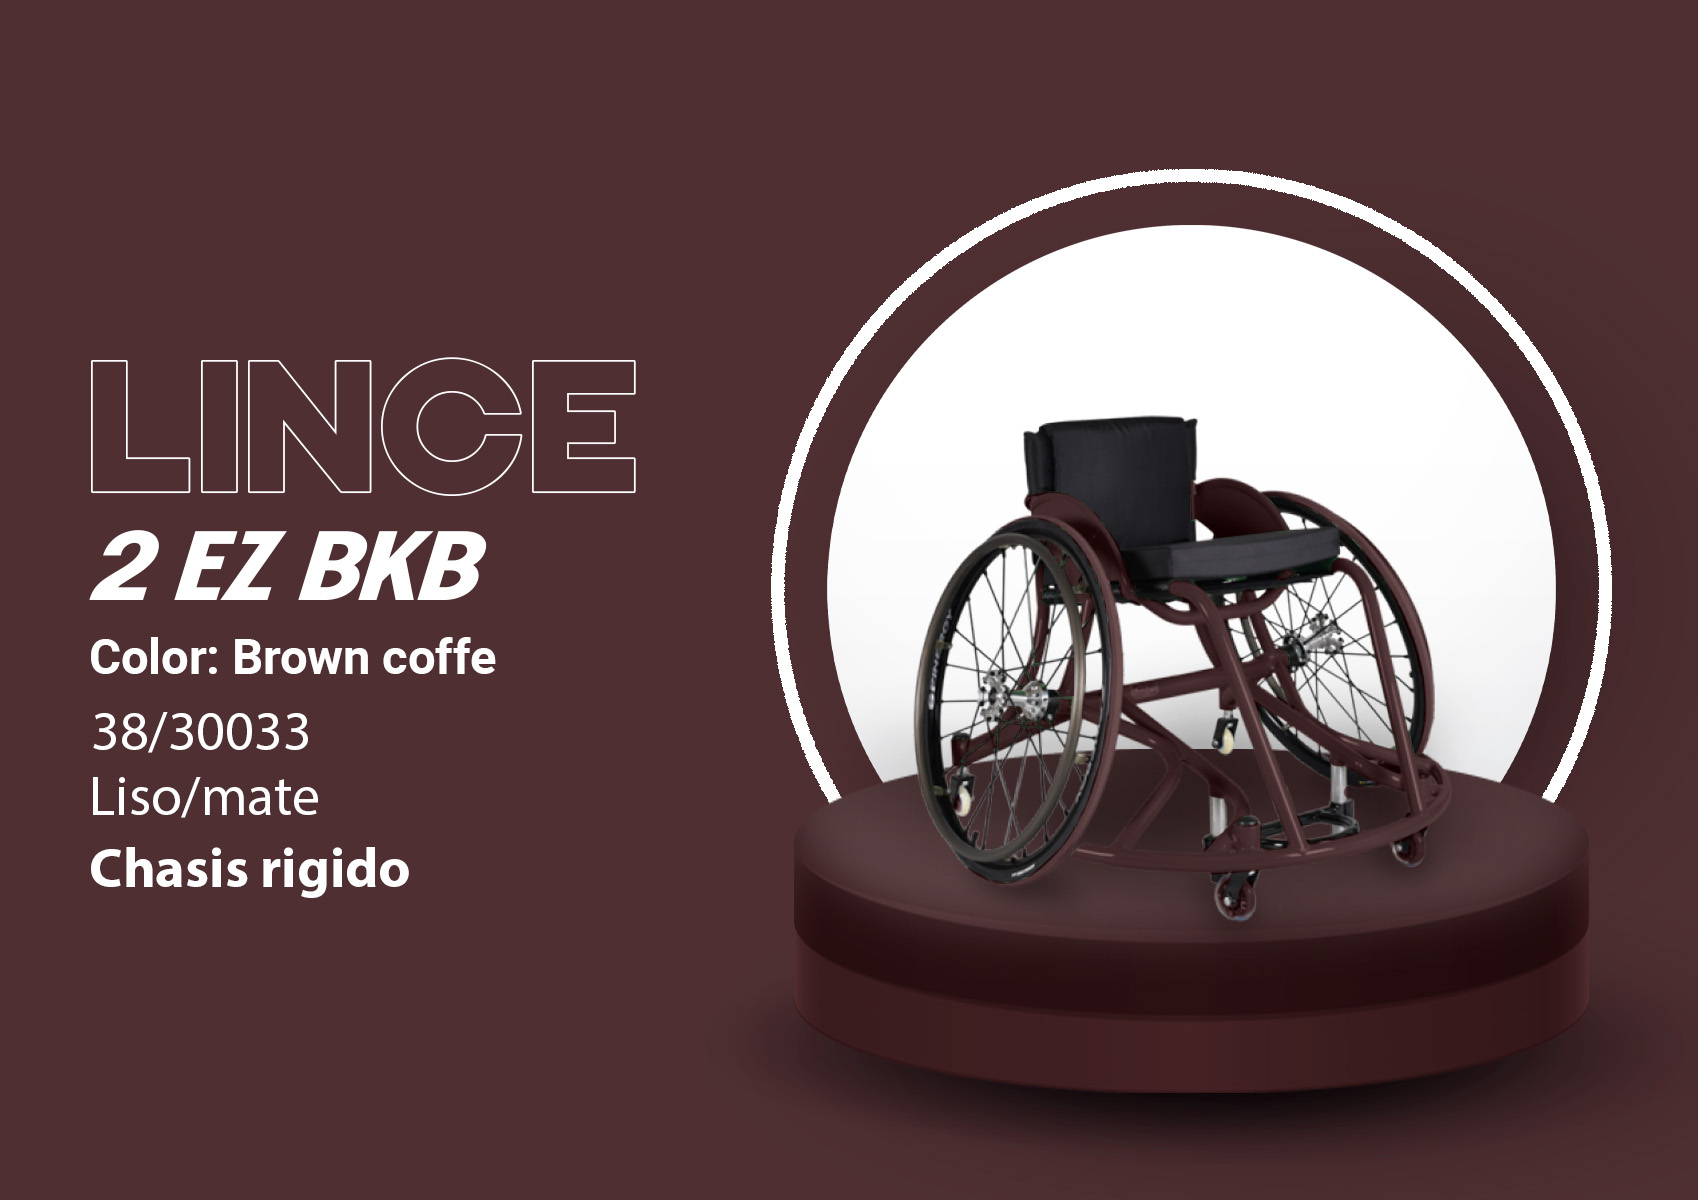 LINCE
2 EZ BKB
Color: Brown coffe
38/30033
Liso/mate
Chasis rigido